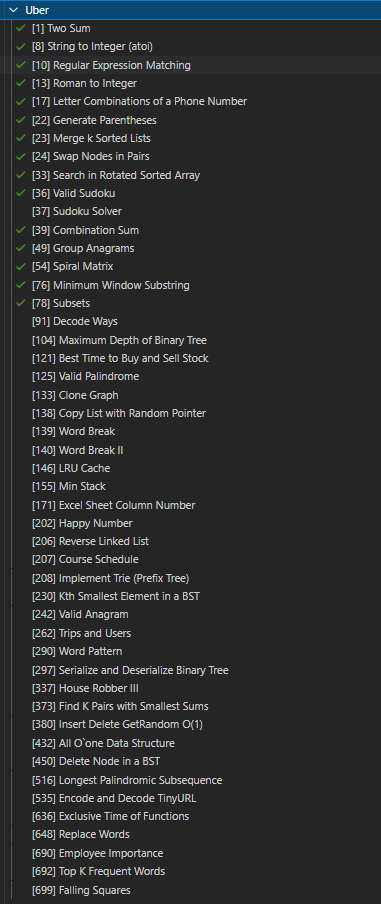 Uber
[1] Two Sum
[8] String to Integer (atoi)
[10] Regular Expression Matching
[13] Roman to Integer
[17] Letter Combinations of a Phone Number
[22] Generate Parentheses
[23] Merge k Sorted Lists
[24] Swap Nodes in Pairs
[33] Search in Rotated Sorted Array
[36] Valid Sudoku
[37] Sudoku Solver
[39] Combination Sum
[49] Group Anagrams
[54] Spiral Matrix
[76] Minimum Window Substring
[78] Subsets
[91] Decode Ways
[104] Maximum Depth of Binary Tree
[121] Best Time to Buy and Sell Stock
[125] Valid Palindrome
[133] Clone Graph
[138] Copy List with Random Pointer
[139] Word Break
[140] Word Break II
[146] LRU Cache
[155] Min Stack
[171] Excel Sheet Column Number
[202] Happy Number
[206] Reverse Linked List
[207] Course Schedule
[208] Implement Trie (Prefix Tree)
[230] Kth Smallest Element in a BST
[242] Valid Anagram
[262] Trips and Users
[290] Word Pattern
[297] Serialize and Deserialize Binary Tree
[337] House Robber III
[373] Find K Pairs with Smallest Sums
[380] Insert Delete GetRandom O(1)
[432] All O`one Data Structure
[450] Delete Node in a BST
[516] Longest Palindromic Subsequence
[535] Encode and Decode TinyURL
[636] Exclusive Time of Functions
[648] Replace Words
[690] Employee Importance
[692] Top K Frequent Words
[699] Falling Squares